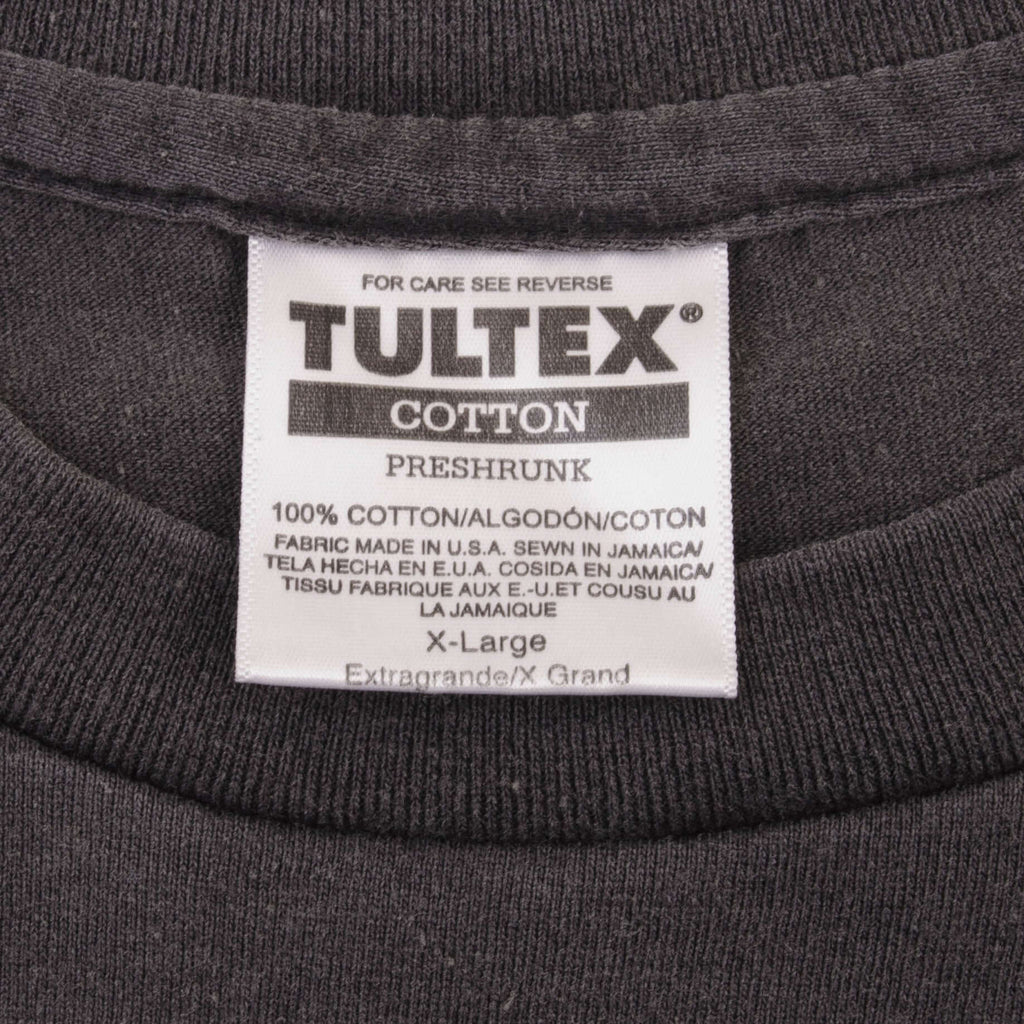 FOR CARE SEE REVERSE
TULTEX®
COTTON
PRESHRUNK
100% COTTON/ALGODÓN/COTON
FABRIC MADE IN U.S.A. SEWN IN JAMAICA/
TELA HECHA EN E.U.A. COSIDA EN JAMAICA/
TISSU FABRIQUE AUX E.-U.ET COUSU AU
LA JAMAIQUE
X-Large
Extragrande/X Grand